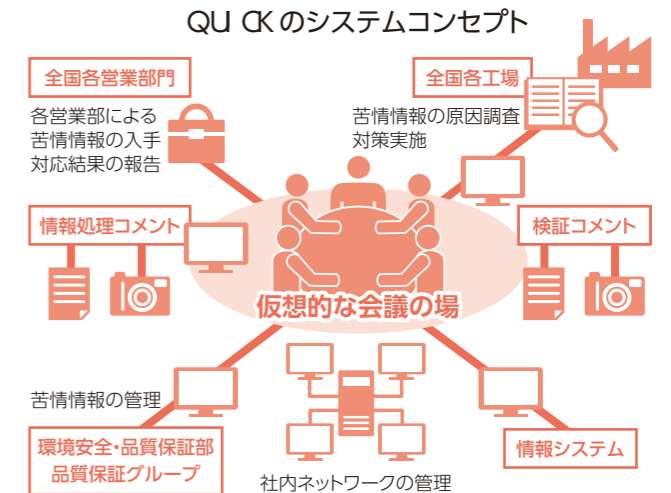 QUICKのシステムコンセプト
全国各営業部門
各営業部による
苦情情報の入手
対応結果の報告
全国各工場
苦情情報の原因調査
対策実施
情報処理コメント
検証コメント
仮想的な会議の場
苦情情報の管理
環境安全・品質保証部
品質保証グループ
社内ネットワークの管理
情報システム